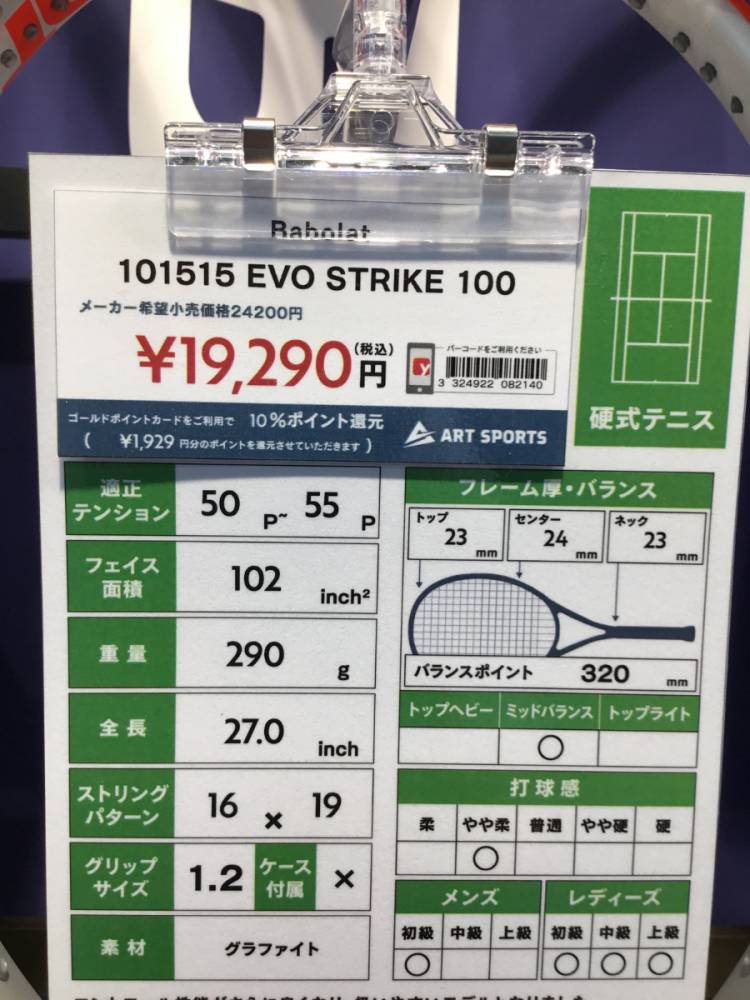 Babolat
101515 EVO STRIKE 100
メーカー希望小売価格24200円
¥19,290円(税込)
バーコードをご利用ください
3 324922 082140
ゴールドポイントカードをご利用で 10%ポイント還元
( ¥1,929 円分のポイントを還元させていただきます )
ART SPORTS
硬式テニス
適正テンション 50 P~ 55 P
フェイス面積 102 inch²
重量 290 g
全長 27.0 inch
ストリングパターン 16 × 19
グリップサイズ 1.2 ケース付属 ×
素材 グラファイト
フレーム厚・バランス
トップ 23 mm センター 24 mm ネック 23 mm
バランスポイント 320 mm
トップヘビー ミッドバランス トップライト
○
打球感
柔 やや柔 普通 やや硬 硬
○
メンズ レディーズ
初級 中級 上級 初級 中級 上級
○ ○ ○ ○